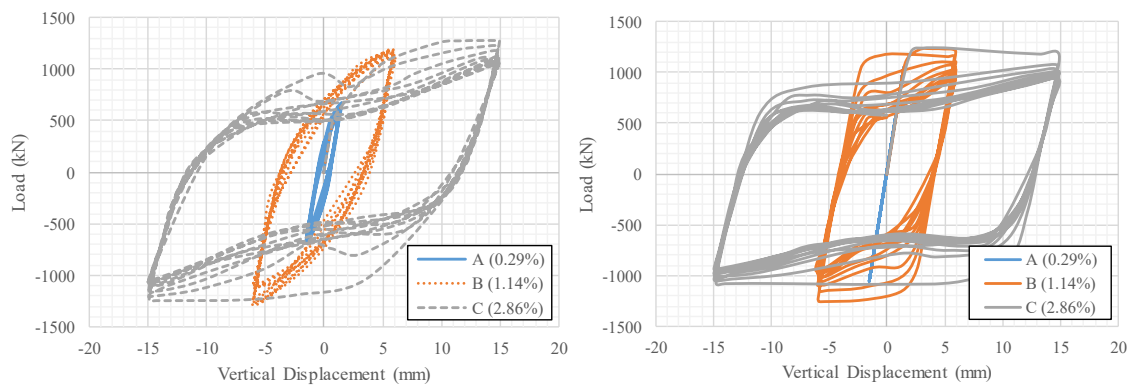 1500
1000
500
0
-500
-1000
-1500
Load (kN)
-20 -15 -10 -5 0 5 10 15 20
Vertical Displacement (mm)
A (0.29%)
B (1.14%)
C (2.86%)
1500
1000
500
0
-500
-1000
-1500
Load (kN)
-20 -15 -10 -5 0 5 10 15 20
Vertical Displacement (mm)
A (0.29%)
B (1.14%)
C (2.86%)